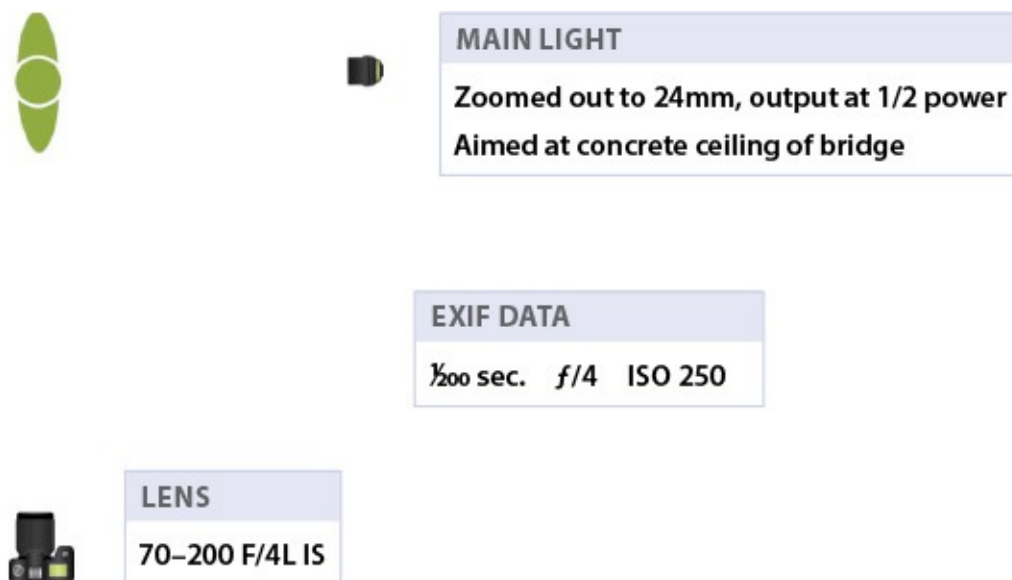 MAIN LIGHT
Zoomed out to 24mm, output at 1/2 power
Aimed at concrete ceiling of bridge
EXIF DATA
1/200 sec. ƒ/4 ISO 250
LENS
70–200 F/4L IS